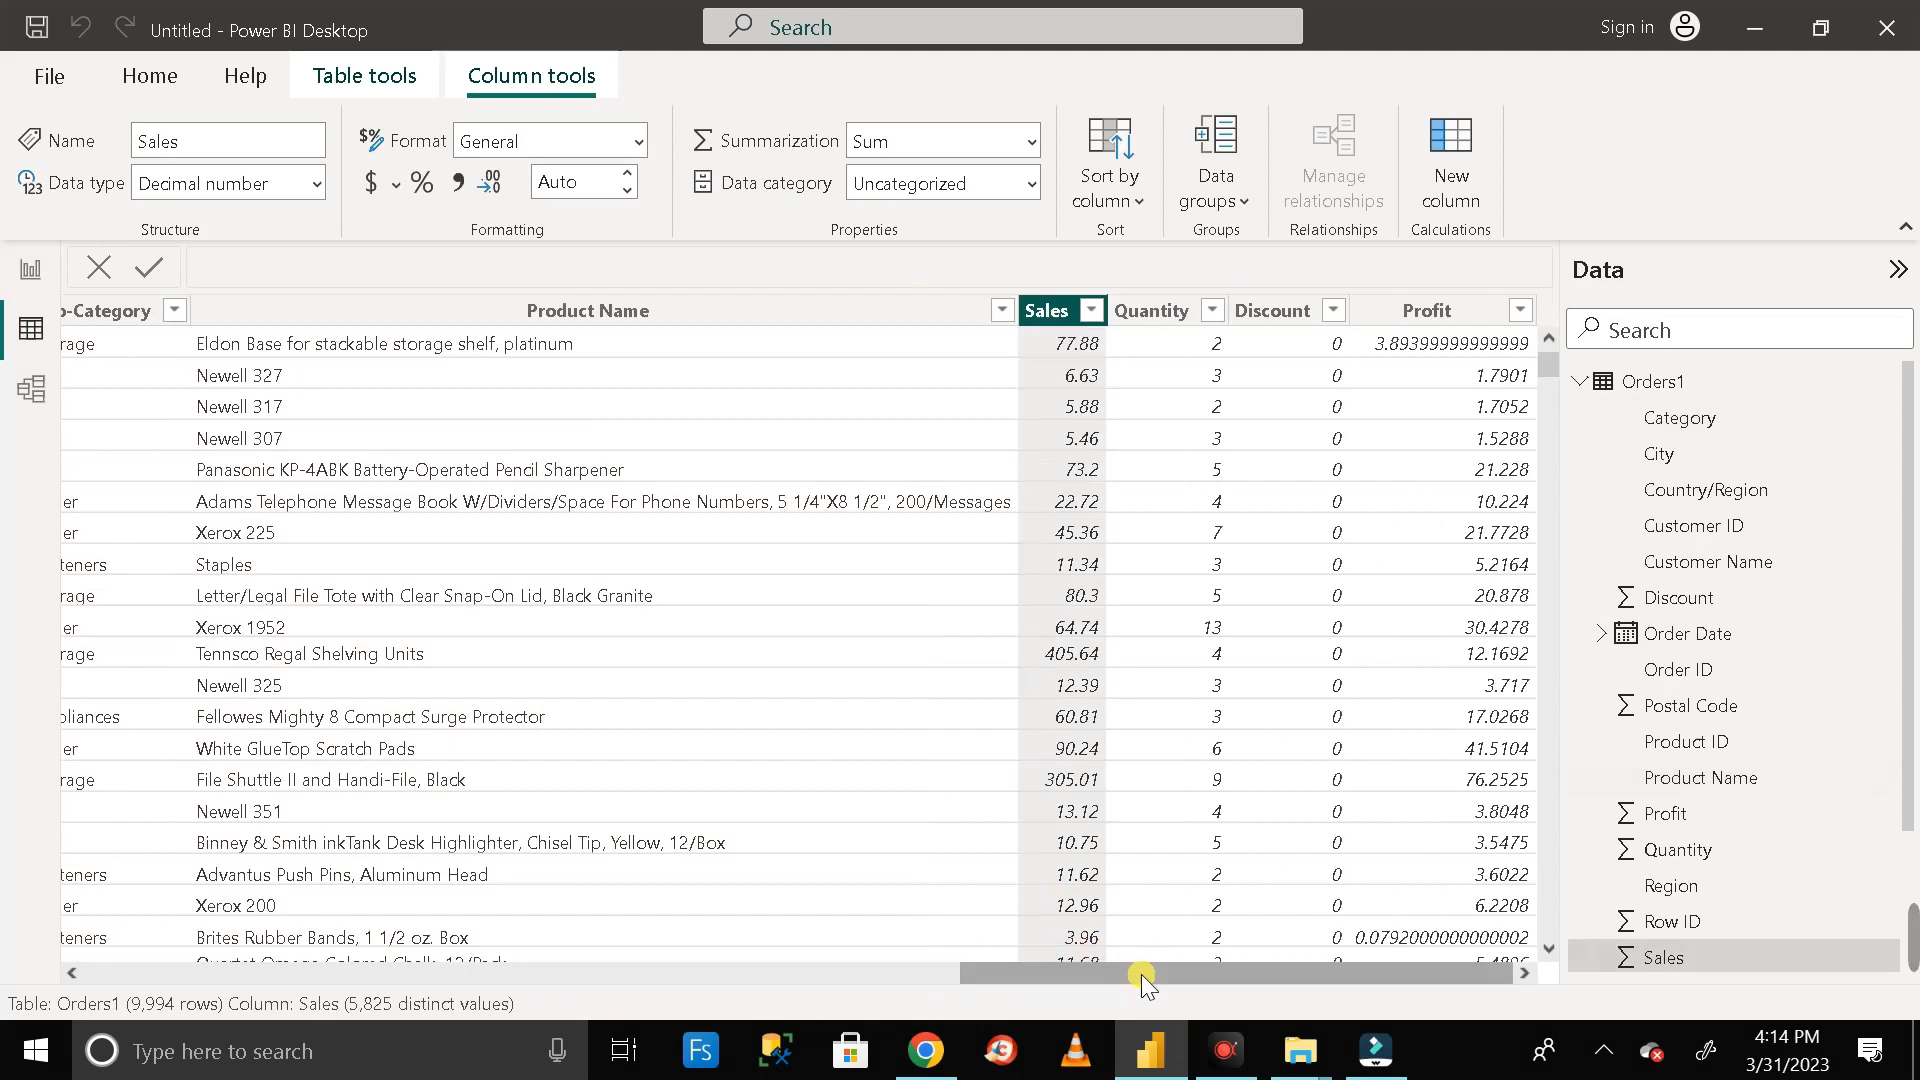 Untitled - Power BI Desktop
Search
Sign in
File Home Help Table tools Column tools
Name Sales
Data type Decimal number
Structure
$% Format General
$ % 9 .00 Auto
Formatting
Summarization Sum
Data category Uncategorized
Properties
Sort by
column
Sort
Data
groups
Groups
Manage
relationships
Relationships
New
column
Calculations
b-Category Product Name Sales Quantity Discount Profit
rage Eldon Base for stackable storage shelf, platinum 77.88 2 0 3.89399999999999
Newell 327 6.63 3 0 1.7901
Newell 317 5.88 2 0 1.7052
Newell 307 5.46 3 0 1.5288
Panasonic KP-4ABK Battery-Operated Pencil Sharpener 73.2 5 0 21.228
er Adams Telephone Message Book W/Dividers/Space For Phone Numbers, 5 1/4"X8 1/2", 200/Messages 22.72 4 0 10.224
er Xerox 225 45.36 7 0 21.7728
teners Staples 11.34 3 0 5.2164
rage Letter/Legal File Tote with Clear Snap-On Lid, Black Granite 80.3 5 0 20.878
er Xerox 1952 64.74 13 0 30.4278
rage Tennsco Regal Shelving Units 405.64 4 0 12.1692
Newell 325 12.39 3 0 3.717
pliances Fellowes Mighty 8 Compact Surge Protector 60.81 3 0 17.0268
er White GlueTop Scratch Pads 90.24 6 0 41.5104
rage File Shuttle II and Handi-File, Black 305.01 9 0 76.2525
Newell 351 13.12 4 0 3.8048
Binney & Smith inkTank Desk Highlighter, Chisel Tip, Yellow, 12/Box 10.75 5 0 3.5475
teners Advantus Push Pins, Aluminum Head 11.62 2 0 3.6022
er Xerox 200 12.96 2 0 6.2208
teners Brites Rubber Bands, 1 1/2 oz. Box 3.96 2 0 0.0792000000000002
Data
Search
Orders1
Category
City
Country/Region
Customer ID
Customer Name
Discount
Order Date
Order ID
Postal Code
Product ID
Product Name
Profit
Quantity
Region
Row ID
Sales
Table: Orders1 (9,994 rows) Column: Sales (5,825 distinct values)
Type here to search
Fs
4:14 PM
3/31/2023